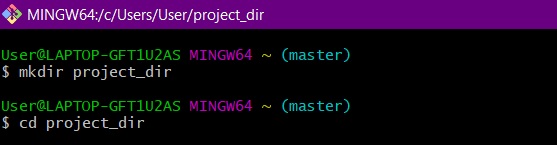 MINGW64:/c/Users/User/project_dir
User@LAPTOP-GFT1U2AS MINGW64 ~ (master)
$ mkdir project_dir
User@LAPTOP-GFT1U2AS MINGW64 ~ (master)
$ cd project_dir